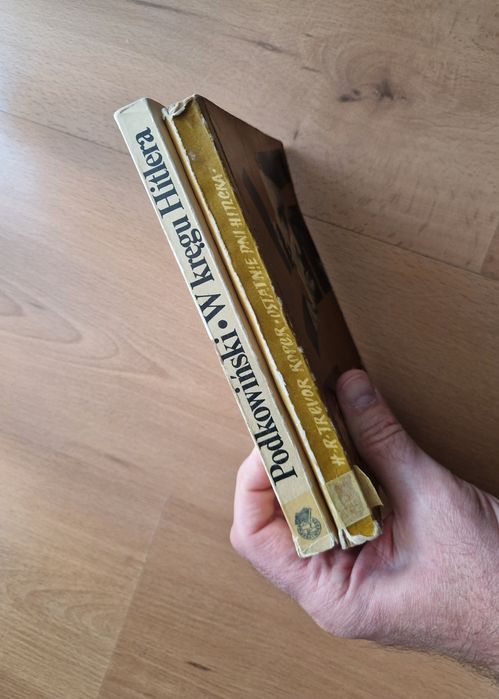 Podkowiński • W kręgu Hitlera
H·R·TREVOR ROPER·OSTATNIE DNI HITLERA·